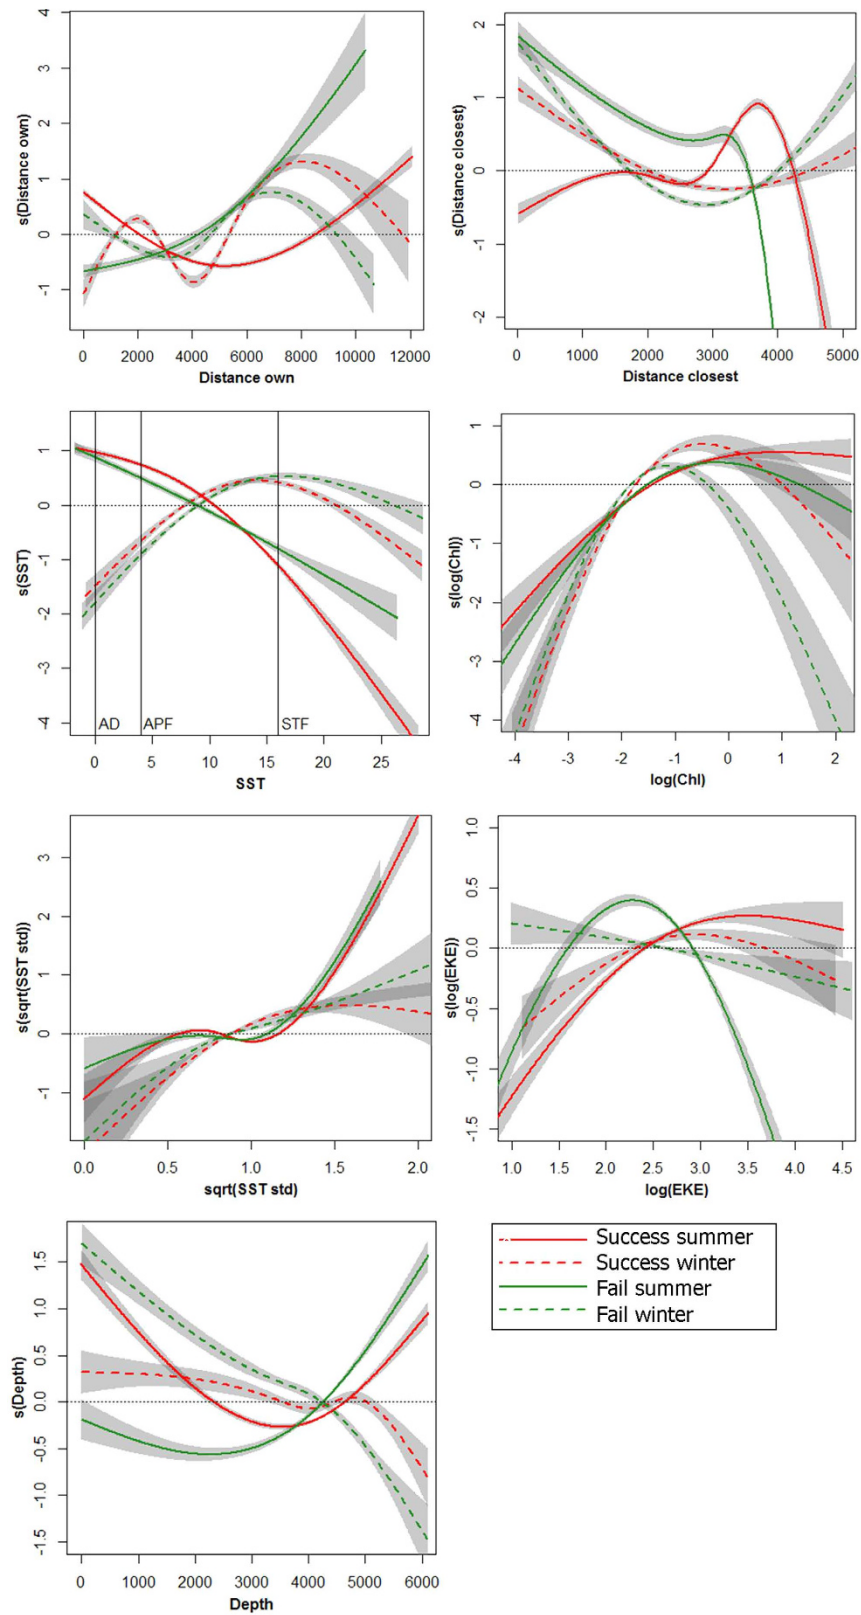 s(Distance own)
4
3
2
1
0
-1
0 2000 4000 6000 8000 10000 12000
Distance own
s(Distance closest)
2
1
0
-1
-2
0 1000 2000 3000 4000 5000
Distance closest
s(SST)
1
0
-1
-2
-3
-4
AD APF STF
0 5 10 15 20 25
SST
s(log(Chl))
1
0
-1
-2
-3
-4
-4 -3 -2 -1 0 1 2
log(Chl)
s(sqrt(SST std))
3
2
1
0
-1
0.0 0.5 1.0 1.5 2.0
sqrt(SST std)
s(log(EKE))
1.0
0.5
0.0
-0.5
-1.0
-1.5
1.0 1.5 2.0 2.5 3.0 3.5 4.0 4.5
log(EKE)
s(Depth)
1.5
1.0
0.5
0.0
-0.5
-1.0
-1.5
0 1000 2000 3000 4000 5000 6000
Depth
Success summer
Success winter
Fail summer
Fail winter